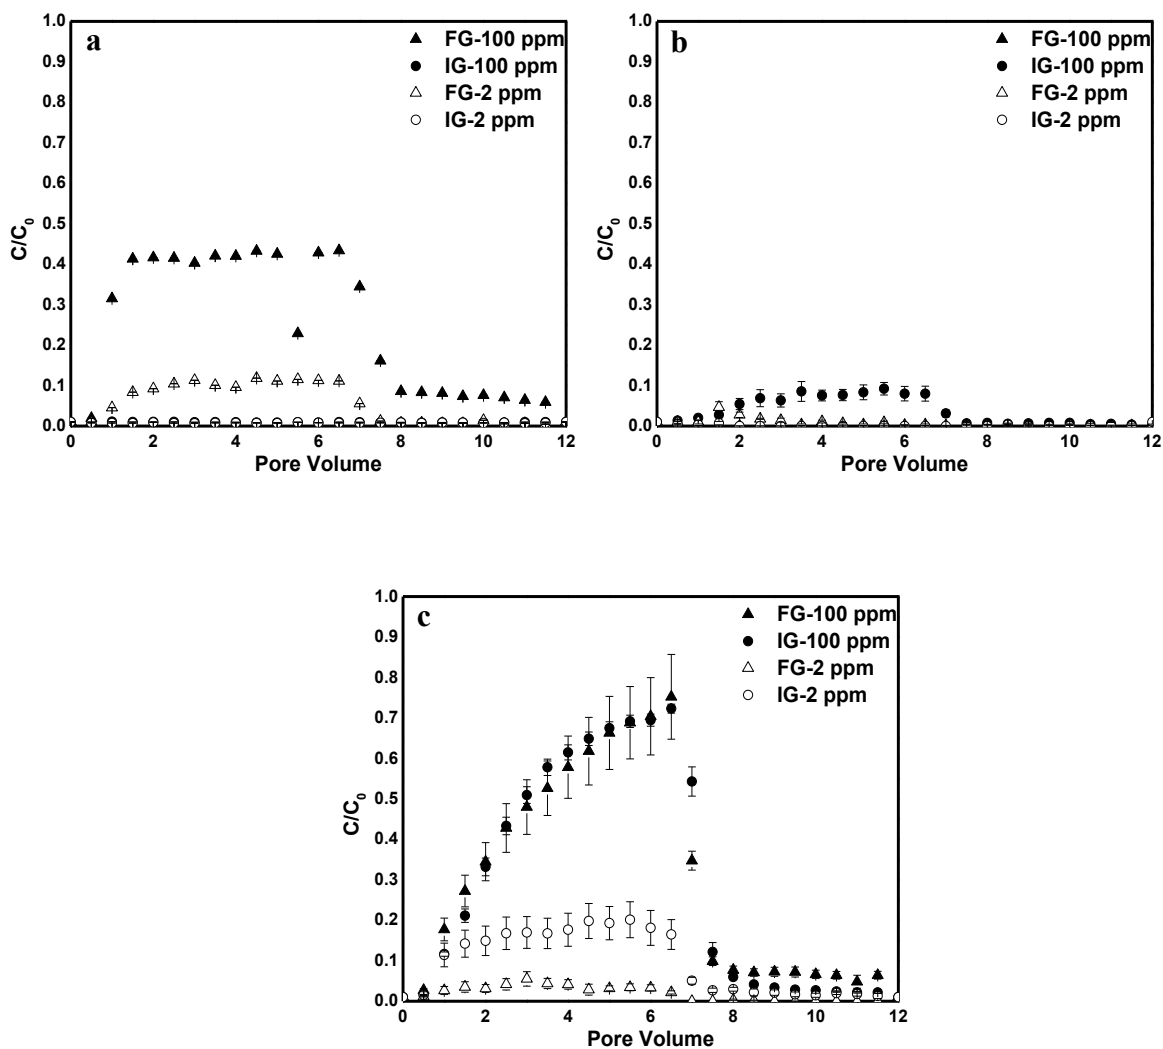 a
FG-100 ppm
IG-100 ppm
FG-2 ppm
IG-2 ppm
1.0
0.9
0.8
0.7
0.6
0.5
0.4
0.3
0.2
0.1
0.0
C/C0
0 2 4 6 8 10 12
Pore Volume
b
FG-100 ppm
IG-100 ppm
FG-2 ppm
IG-2 ppm
1.0
0.9
0.8
0.7
0.6
0.5
0.4
0.3
0.2
0.1
0.0
C/C0
0 2 4 6 8 10 12
Pore Volume
c
FG-100 ppm
IG-100 ppm
FG-2 ppm
IG-2 ppm
1.0
0.9
0.8
0.7
0.6
0.5
0.4
0.3
0.2
0.1
0.0
C/C0
0 2 4 6 8 10 12
Pore Volume